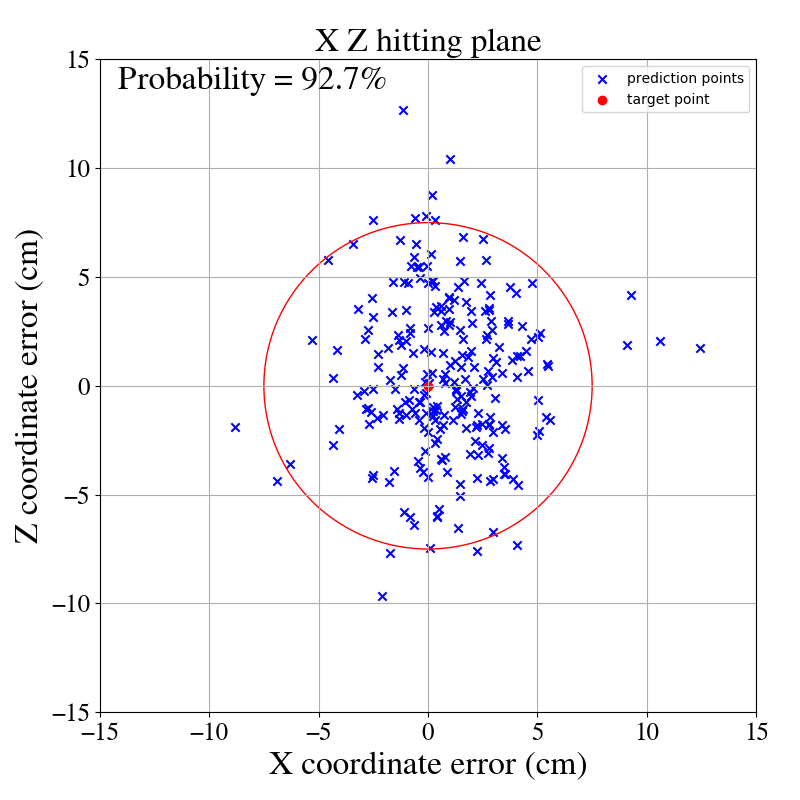 X Z hitting plane
Probability = 92.7%
prediction points
target point
15
10
5
0
−5
−10
−15
Z coordinate error (cm)
−15
−10
−5
0
5
10
15
X coordinate error (cm)